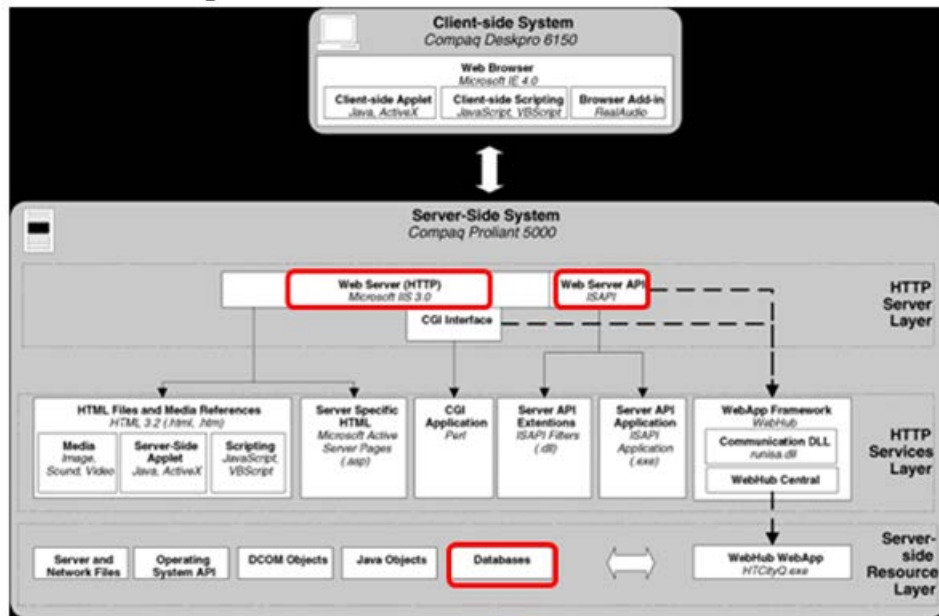 Client-side System
Compaq Deskpro 6150
Web Browser
Microsoft IE 4.0
Client-side Applet
Java, ActiveX
Client-side Scripting
JavaScript, VBScript
Browser Add-in
RealAudio
Server-Side System
Compaq Proliant 5000
Web Server (HTTP)
Microsoft IIS 3.0
Web Server API
ISAPI
CGI Interface
HTTP
Server
Layer
HTML Files and Media References
HTML 3.2 (.html, .htm)
Media
Image,
Sound, Video
Server-Side
Applet
Java, ActiveX
Scripting
JavaScript,
VBScript
Server Specific
HTML
Microsoft Active
Server Pages
(.asp)
CGI
Application
Perl
Server API
Extentions
ISAPI Filters
(.dll)
Server API
Application
ISAPI
Application
(.exe)
WebApp Framework
WebHub
Communication DLL
runisa.dll
WebHub Central
HTTP
Services
Layer
Server and
Network Files
Operating
System API
DCOM Objects
Java Objects
Databases
WebHub WebApp
HTCityQ.exe
Server-
side
Resource
Layer